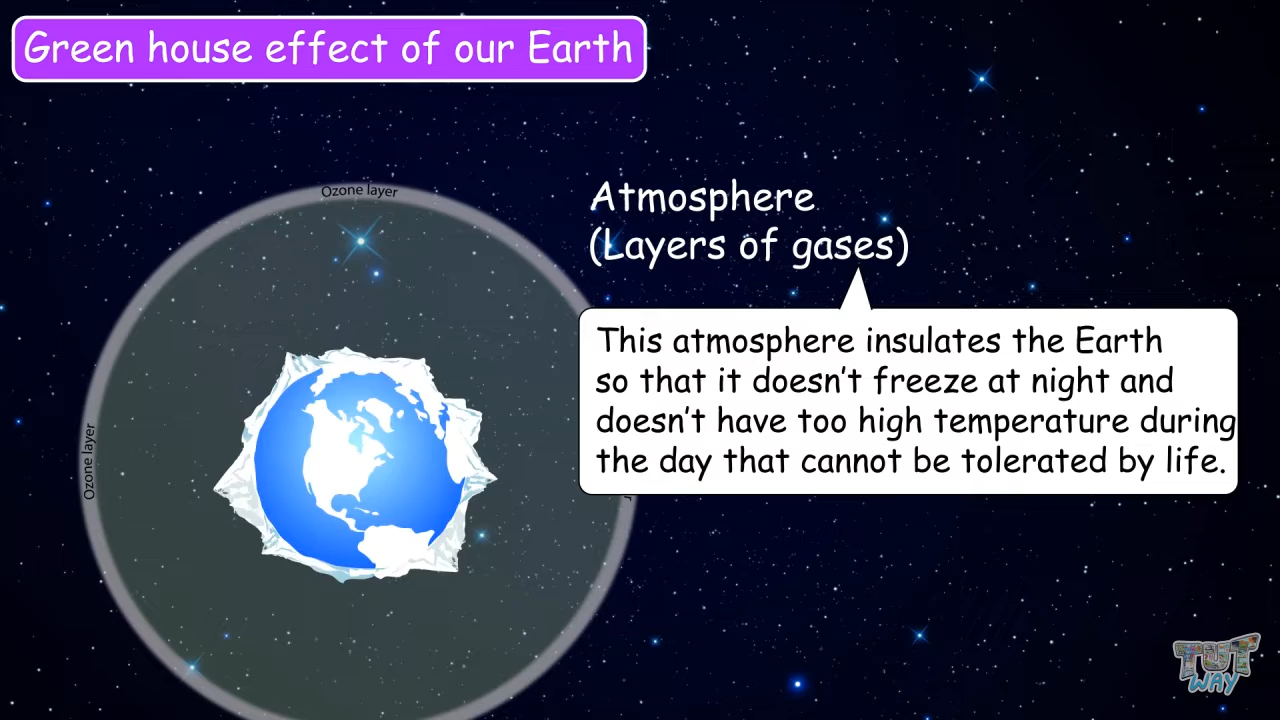 Green house effect of our Earth
Ozone layer
Atmosphere
(Layers of gases)
This atmosphere insulates the Earth
so that it doesn't freeze at night and
doesn't have too high temperature during
the day that cannot be tolerated by life.
Ozone layer
TUT
WAY